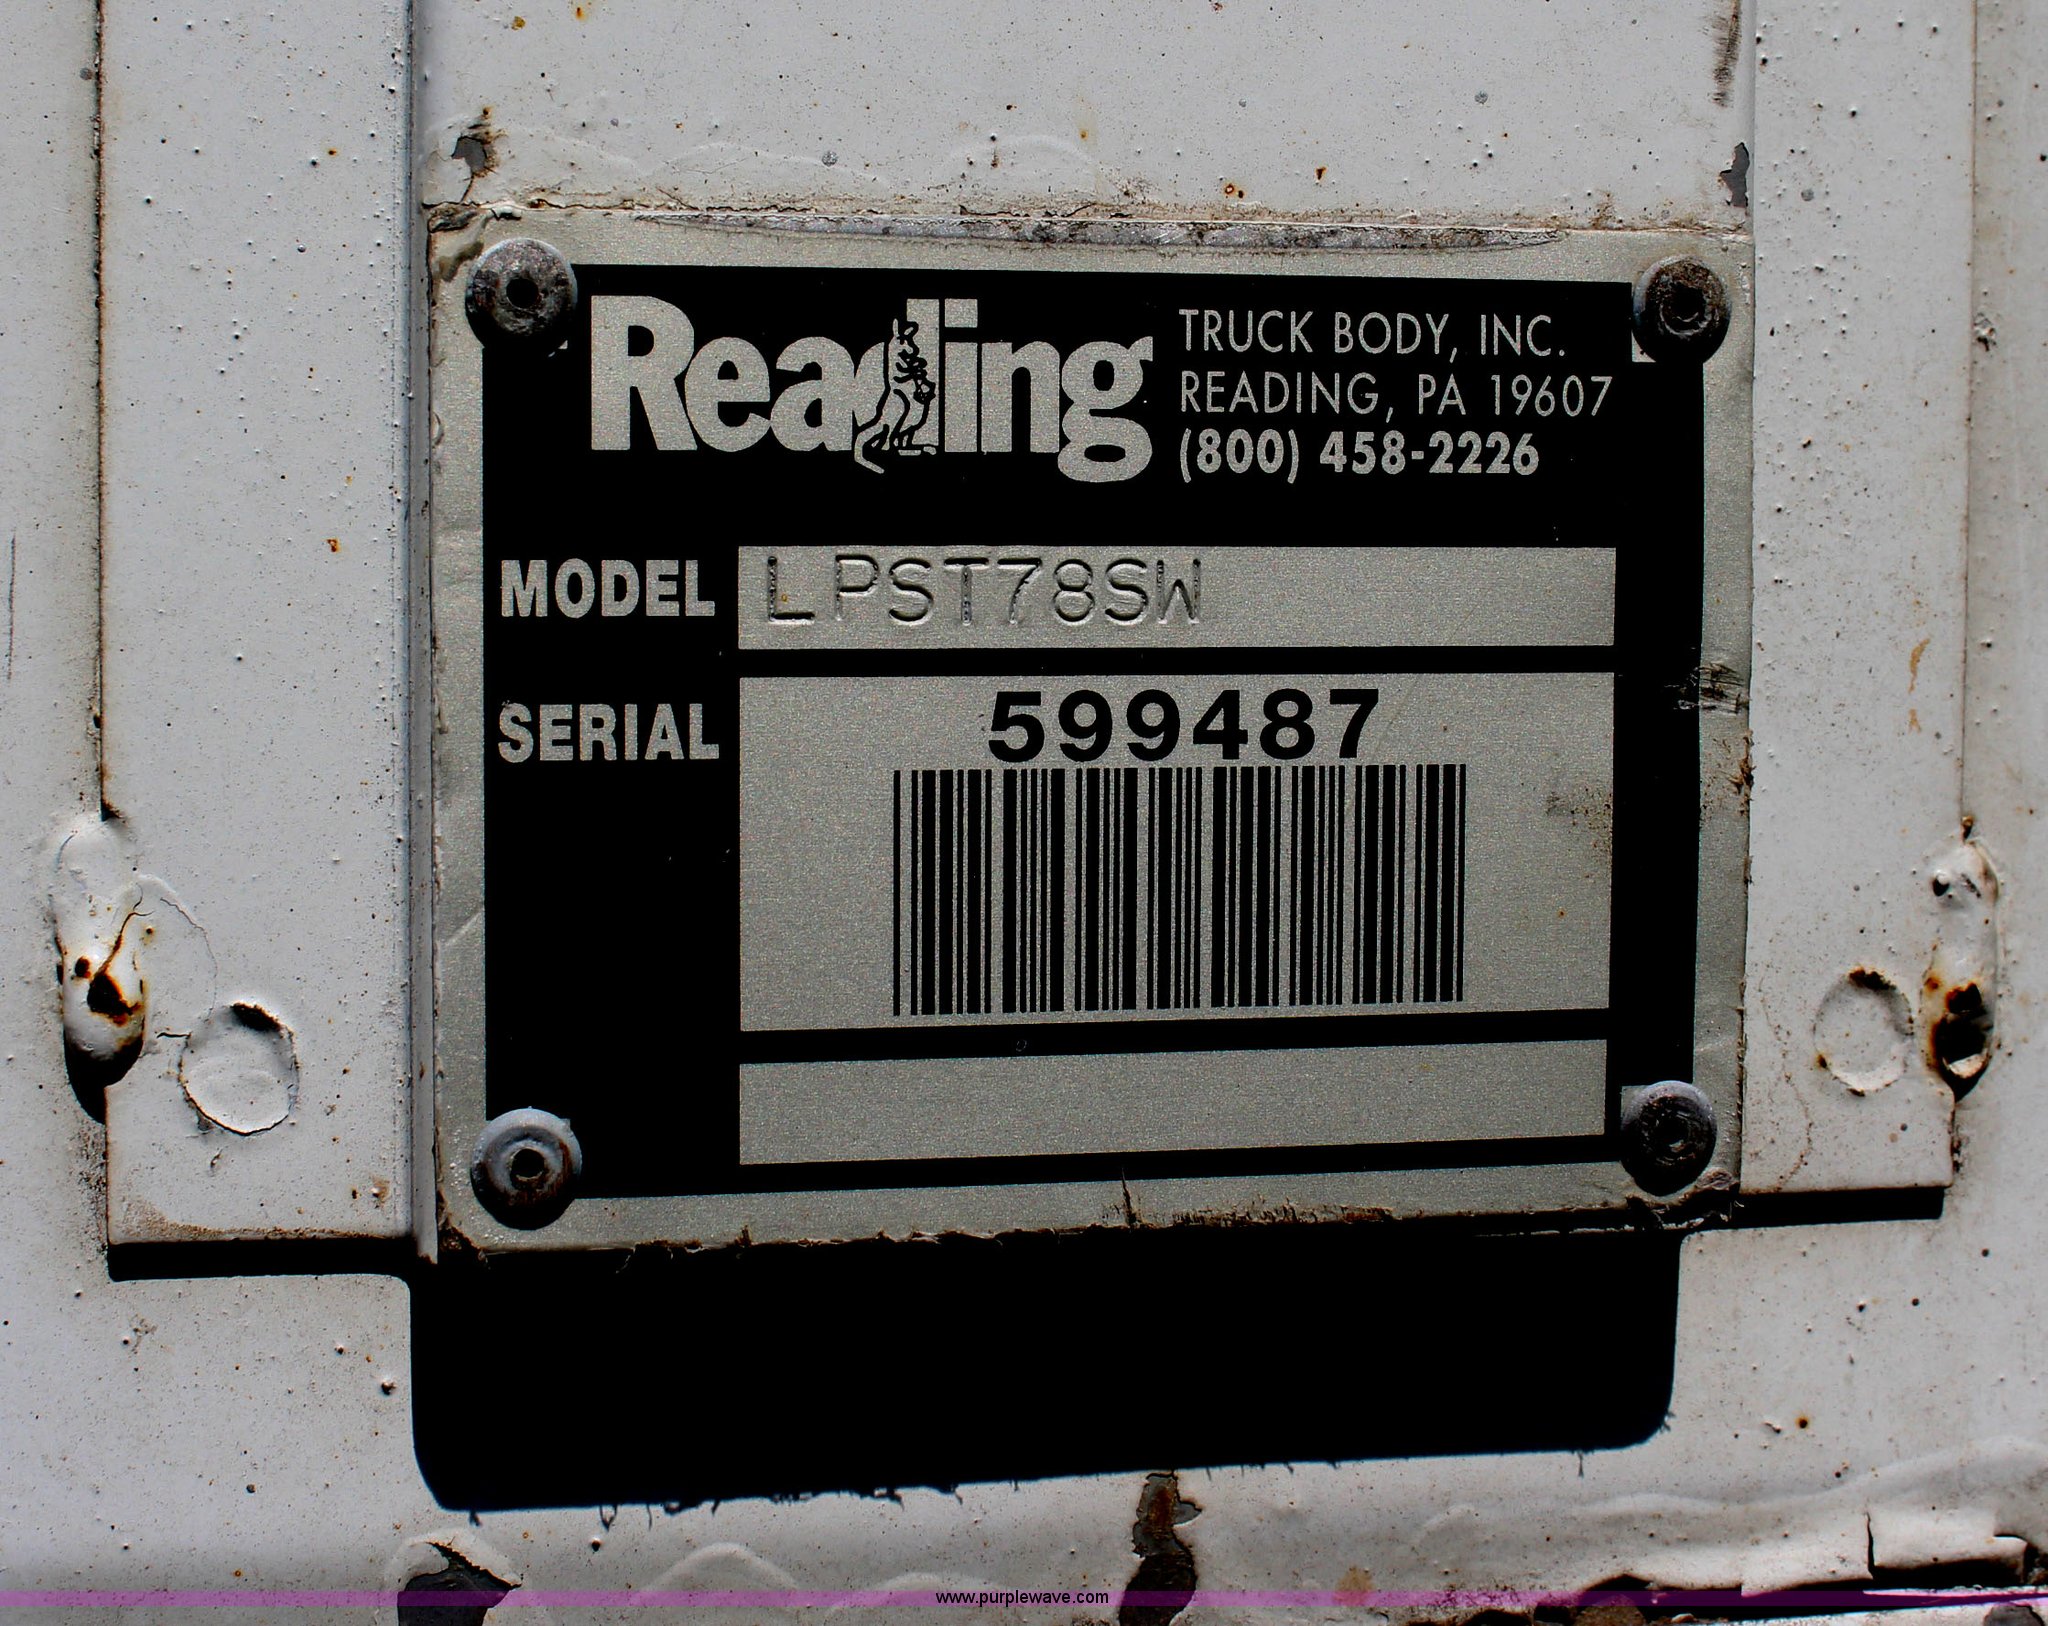 Reading
TRUCK BODY, INC.
READING, PA 19607
(800) 458-2226
MODEL LPST78SW
SERIAL 599487
www.purplewave.com